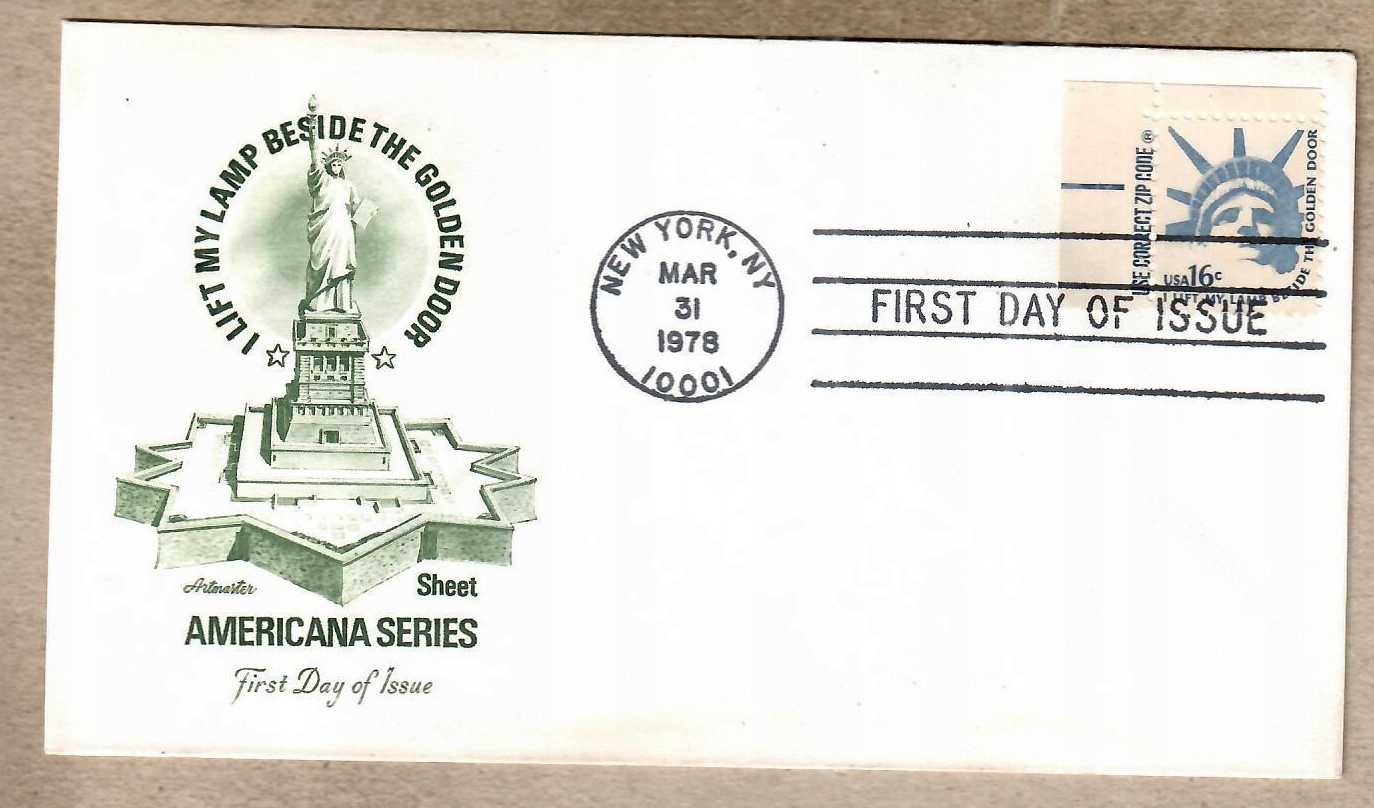 I LIFT MY LAMP BESIDE THE GOLDEN DOOR
Artmaster
Sheet
AMERICANA SERIES
First Day of Issue
NEW YORK, NY
MAR
31
1978
10001
FIRST DAY OF ISSUE
USE CORRECT ZIP CODE ®
USA 16c
I LIFT MY LAMP BESIDE THE GOLDEN DOOR